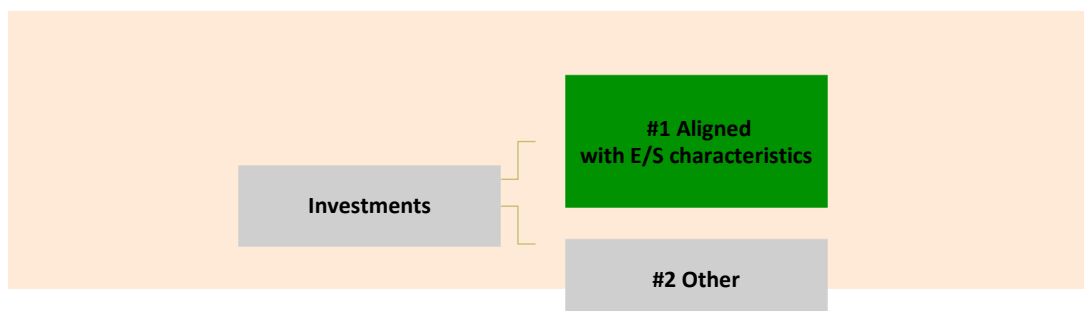 Investments
#1 Aligned
with E/S characteristics
#2 Other